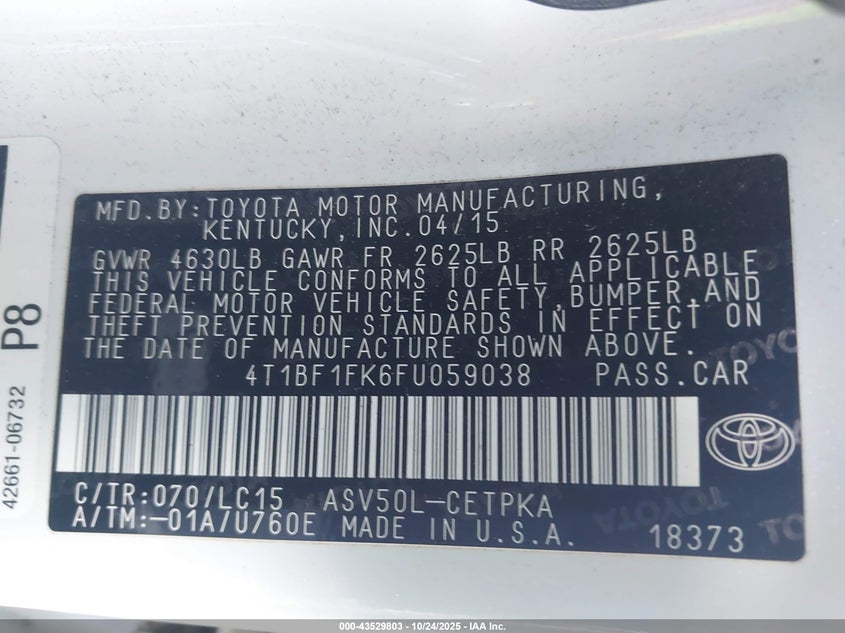 MFD.BY:TOYOTA MOTOR MANUFACTURING,
KENTUCKY,INC.04/15
GVWR 4630LB GAWR FR 2625LB RR 2625LB
THIS VEHICLE CONFORMS TO ALL APPLICABLE
FEDERAL MOTOR VEHICLE SAFETY,BUMPER,AND
THEFT PREVENTION STANDARDS IN EFFECT ON
THE DATE OF MANUFACTURE SHOWN ABOVE.
4T1BF1FK6FU059038 PASS.CAR
C/TR:070/LC15 ASV50L-CETPKA
A/TM:-01A/U760E MADE IN U.S.A. 18373
42661-06732 P8
TOYOTA
000-43529803 - 10/24/2025 - IAA Inc.